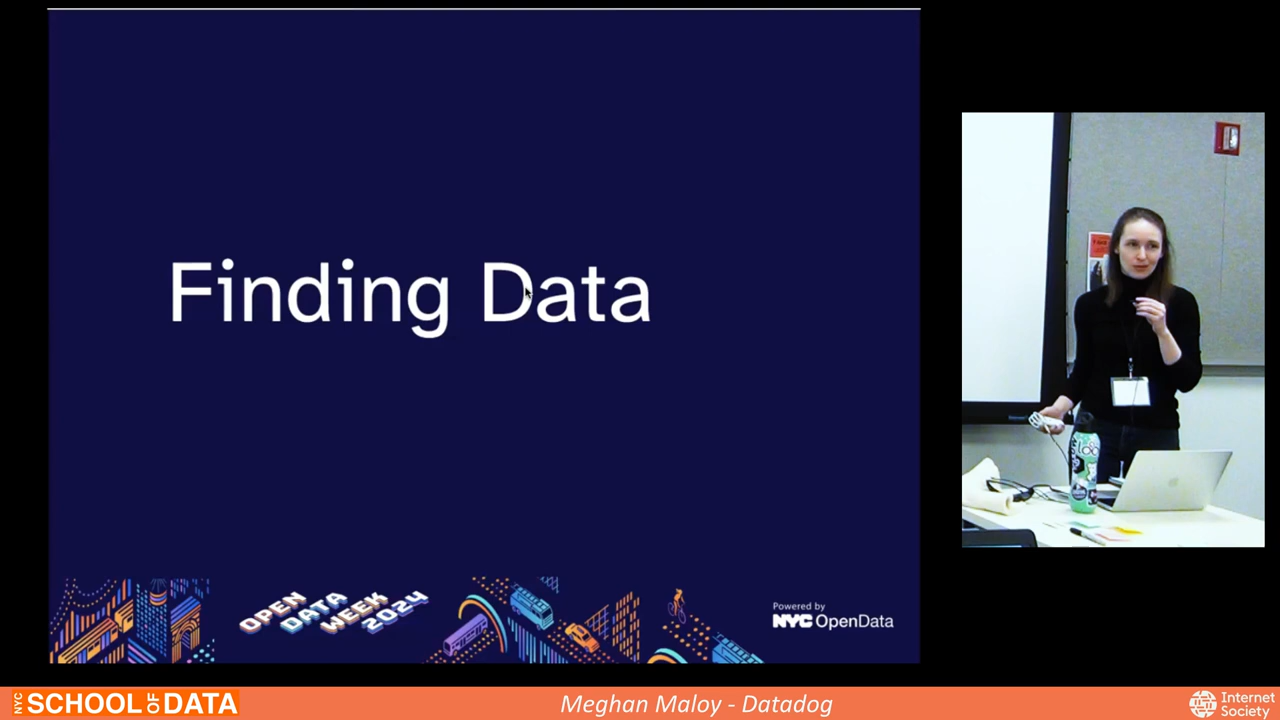 Finding Data
OPEN
DATA
WEEK
2024
Powered by
NYC OpenData
NYC SCHOOL OF DATA
Meghan Maloy - Datadog
Internet
Society